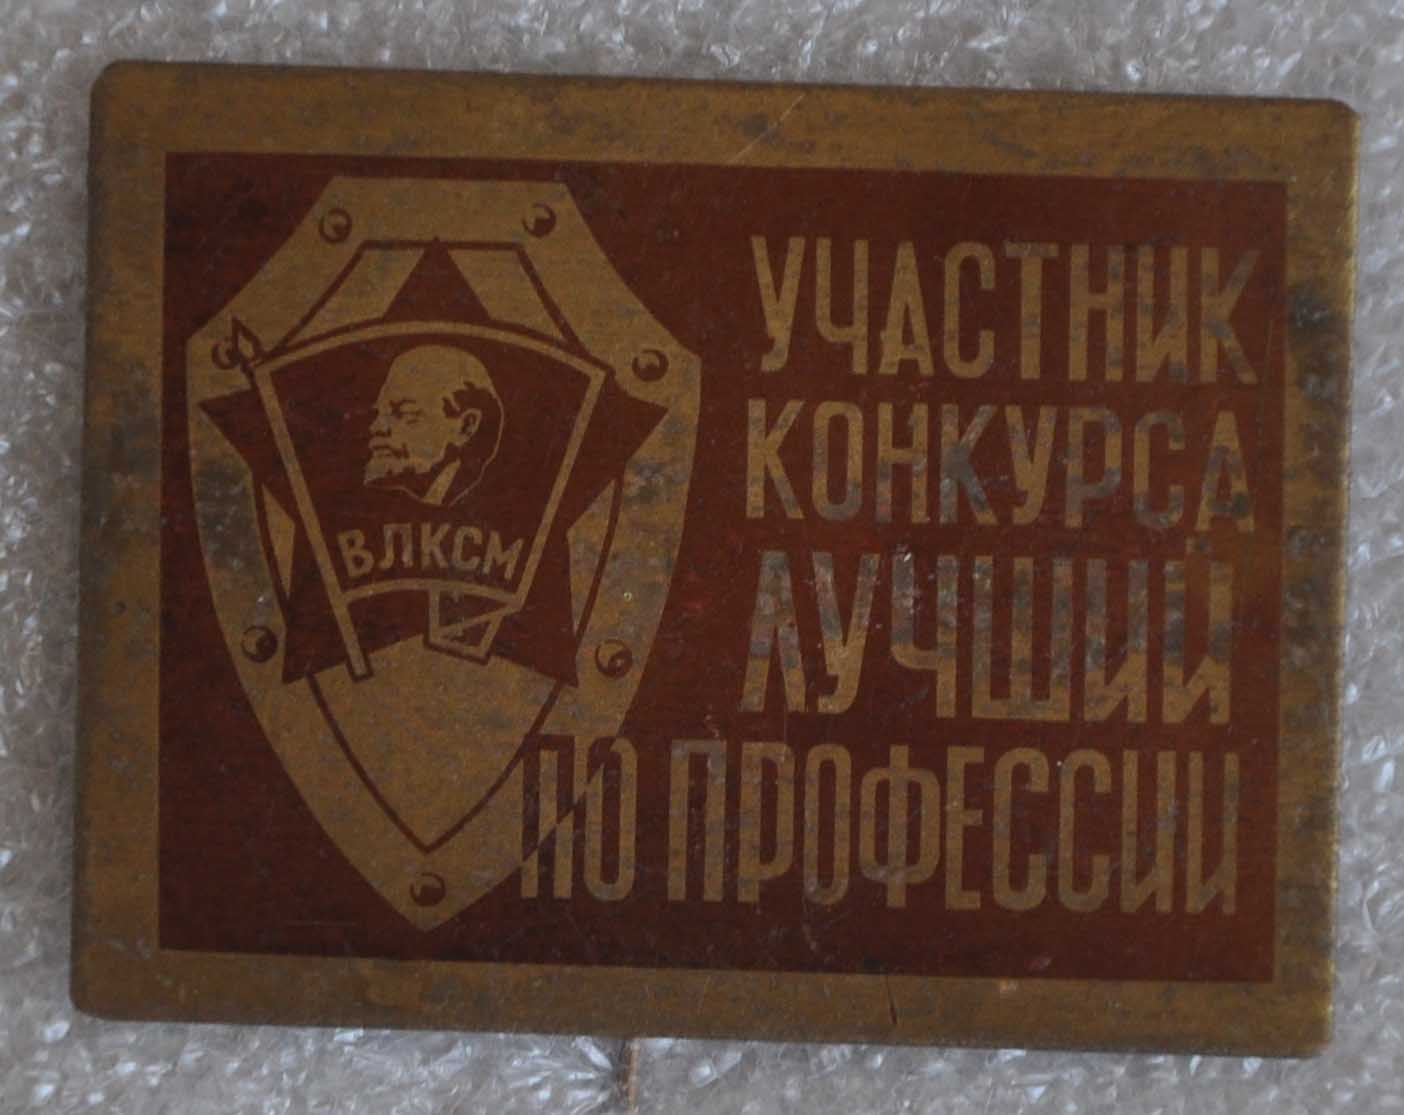 ВЛКСМ
УЧАСТНИК
КОНКУРСА
ЛУЧШИЙ
ПО ПРОФЕССИИ